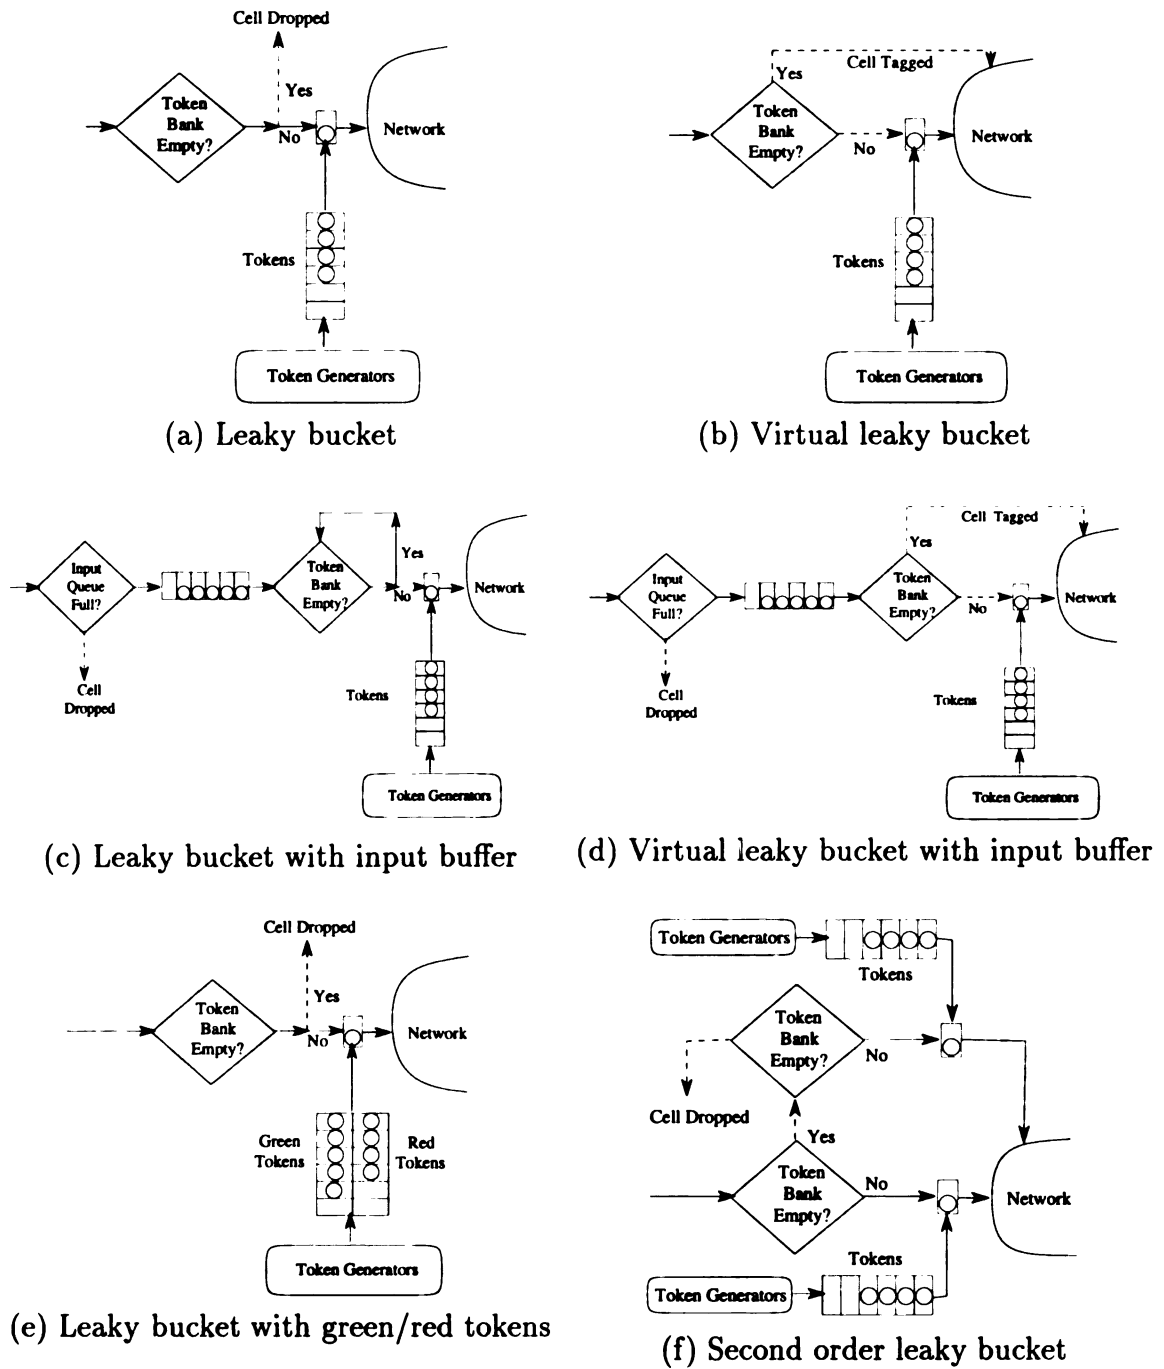 Cell Dropped
Yes
Token
Bank
Empty?
No
Network
Tokens
Token Generators
(a) Leaky bucket
Cell Tagged
Yes
Token
Bank
Empty?
No
Network
Tokens
Token Generators
(b) Virtual leaky bucket
Input
Queue
Full?
Cell
Dropped
Token
Bank
Empty?
Yes
No
Network
Tokens
Token Generators
(c) Leaky bucket with input buffer
Input
Queue
Full?
Cell
Dropped
Cell Tagged
Yes
Token
Bank
Empty?
No
Network
Tokens
Token Generators
(d) Virtual leaky bucket with input buffer
Cell Dropped
Yes
Token
Bank
Empty?
No
Network
Green
Tokens
Red
Tokens
Token Generators
(e) Leaky bucket with green/red tokens
Token Generators
Tokens
Token
Bank
Empty?
No
Cell Dropped
Yes
Token
Bank
Empty?
No
Network
Tokens
Token Generators
(f) Second order leaky bucket